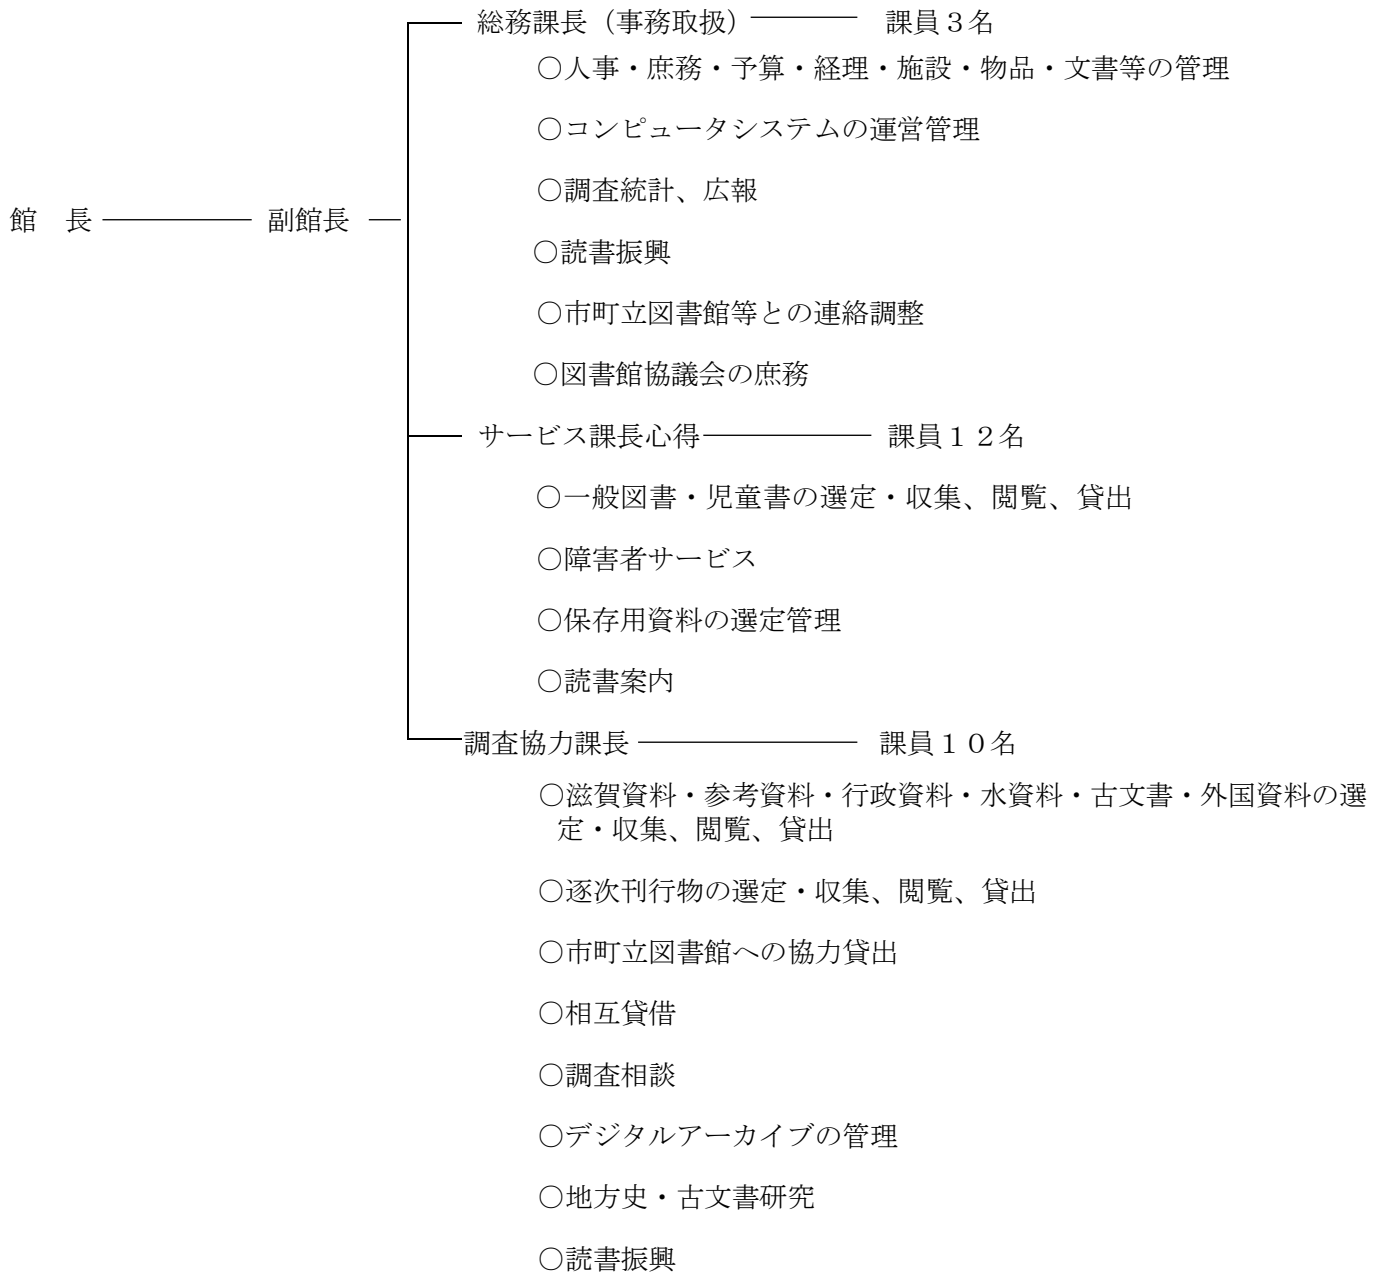 総務課長（事務取扱） 課員３名
○人事・庶務・予算・経理・施設・物品・文書等の管理
○コンピュータシステムの運営管理
○調査統計、広報
館　長 副館長
○読書振興
○市町立図書館等との連絡調整
○図書館協議会の庶務
サービス課長心得 課員１２名
○一般図書・児童書の選定・収集、閲覧、貸出
○障害者サービス
○保存用資料の選定管理
○読書案内
調査協力課長 課員１０名
○滋賀資料・参考資料・行政資料・水資料・古文書・外国資料の選
定・収集、閲覧、貸出
○逐次刊行物の選定・収集、閲覧、貸出
○市町立図書館への協力貸出
○相互貸借
○調査相談
○デジタルアーカイブの管理
○地方史・古文書研究
○読書振興